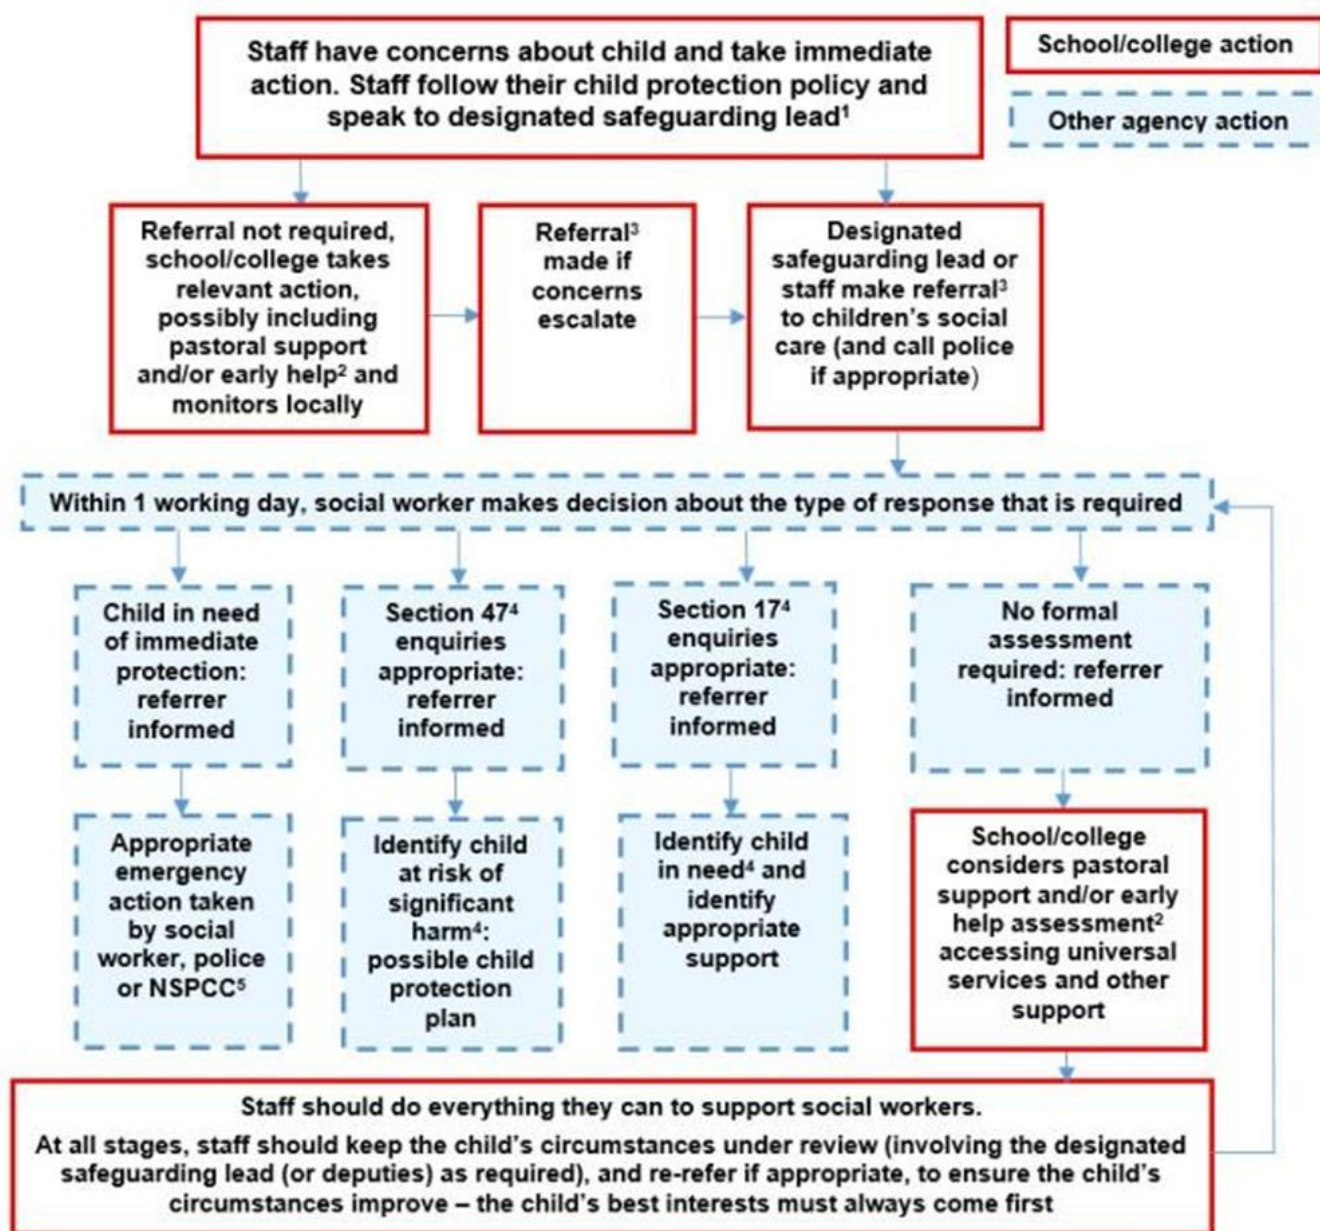 Staff have concerns about child and take immediate
action. Staff follow their child protection policy and
speak to designated safeguarding lead¹
School/college action
Other agency action
Referral not required,
school/college takes
relevant action,
possibly including
pastoral support
and/or early help² and
monitors locally
Referral³
made if
concerns
escalate
Designated
safeguarding lead or
staff make referral³
to children’s social
care (and call police
if appropriate)
Within 1 working day, social worker makes decision about the type of response that is required
Child in need
of immediate
protection:
referrer
informed
Section 47⁴
enquiries
appropriate:
referrer
informed
Section 17⁴
enquiries
appropriate:
referrer
informed
No formal
assessment
required: referrer
informed
Appropriate
emergency
action taken
by social
worker, police
or NSPCC⁵
Identify child
at risk of
significant
harm⁴:
possible child
protection
plan
Identify child
in need⁴ and
identify
appropriate
support
School/college
considers pastoral
support and/or early
help assessment²
accessing universal
services and other
support
Staff should do everything they can to support social workers.
At all stages, staff should keep the child’s circumstances under review (involving the designated
safeguarding lead (or deputies) as required), and re-refer if appropriate, to ensure the child’s
circumstances improve – the child’s best interests must always come first